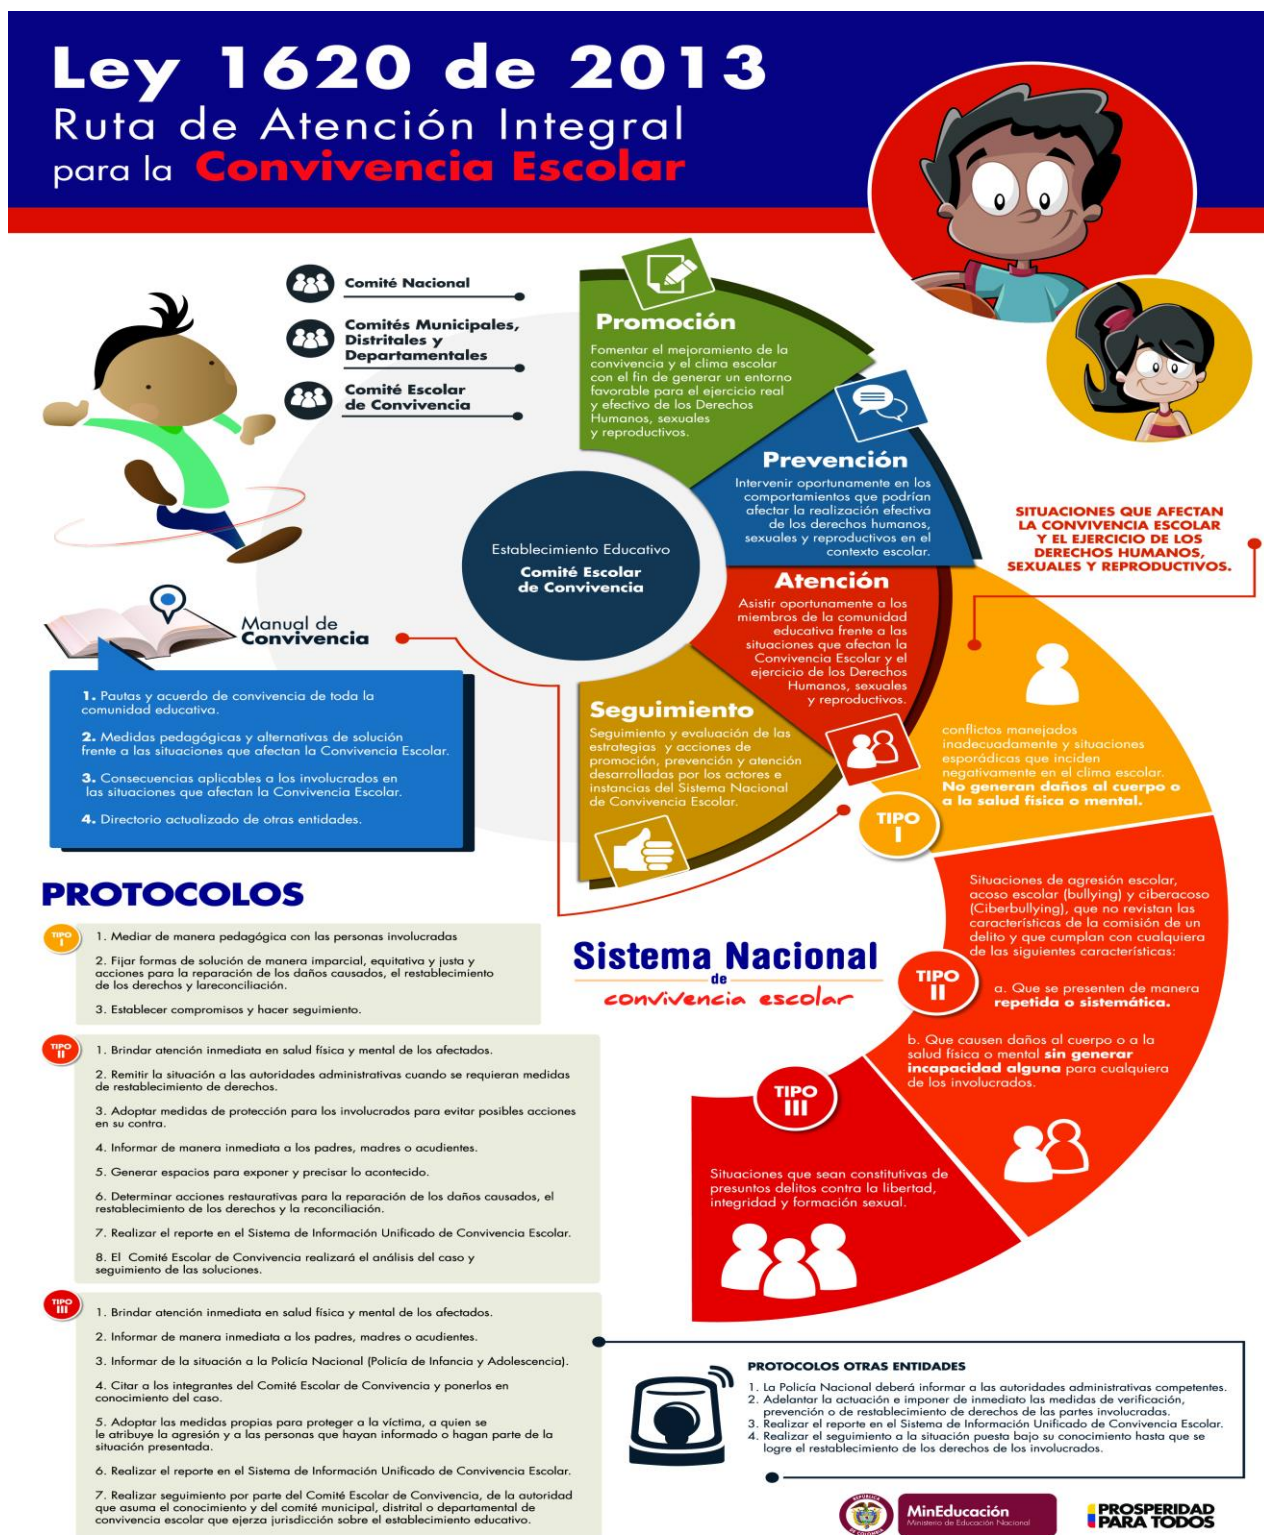 Ley 1620 de 2013
Ruta de Atención Integral
para la Convivencia Escolar
Comité Nacional
Comités Municipales,
Distritales y
Departamentales
Comité Escolar
de Convivencia
Promoción
Fomentar el mejoramiento de la
convivencia y el clima escolar
con el fin de generar un entorno
favorable para el ejercicio real
y efectivo de los Derechos
Humanos, sexuales
y reproductivos.
Prevención
Intervenir oportunamente en los
comportamientos que podrían
afectar la realización efectiva
de los derechos humanos,
sexuales y reproductivos en el
contexto escolar.
Establecimiento Educativo
Comité Escolar
de Convivencia
Atención
Asistir oportunamente a los
miembros de la comunidad
educativa frente a las
situaciones que afectan la
Convivencia Escolar y el
ejercicio de los Derechos
Humanos, sexuales
y reproductivos.
Seguimiento
Seguimiento y evaluación de las
estrategias y acciones de
promoción, prevención y atención
desarrolladas por los actores e
instancias del Sistema Nacional
de Convivencia Escolar.
SITUACIONES QUE AFECTAN
LA CONVIVENCIA ESCOLAR
Y EL EJERCICIO DE LOS
DERECHOS HUMANOS,
SEXUALES Y REPRODUCTIVOS.
Manual de
Convivencia
1. Pautas y acuerdo de convivencia de toda la
comunidad educativa.
2. Medidas pedagógicas y alternativas de solución
frente a las situaciones que afectan la Convivencia Escolar.
3. Consecuencias aplicables a los involucrados en
las situaciones que afectan la Convivencia Escolar.
4. Directorio actualizado de otras entidades.
TIPO
I
conflictos manejados
inadecuadamente y situaciones
esporádicas que inciden
negativamente en el clima escolar.
No generan daños al cuerpo o
a la salud física o mental.
TIPO
II
Situaciones de agresión escolar,
acoso escolar (bullying) y ciberacoso
(Ciberbullying), que no revistan las
características de la comisión de un
delito y que cumplan con cualquiera
de las siguientes características:
a. Que se presenten de manera
repetida o sistemática.
b. Que causen daños al cuerpo o a la
salud física o mental sin generar
incapacidad alguna para cualquiera
de los involucrados.
TIPO
III
Situaciones que sean constitutivas de
presuntos delitos contra la libertad,
integridad y formación sexual.
Sistema Nacional
de
convivencia escolar
PROTOCOLOS
TIPO
I
1. Mediar de manera pedagógica con las personas involucradas
2. Fijar formas de solución de manera imparcial, equitativa y justa y
acciones para la reparación de los daños causados, el restablecimiento
de los derechos y lareconciliación.
3. Establecer compromisos y hacer seguimiento.
TIPO
II
1. Brindar atención inmediata en salud física y mental de los afectados.
2. Remitir la situación a las autoridades administrativas cuando se requieran medidas
de restablecimiento de derechos.
3. Adoptar medidas de protección para los involucrados para evitar posibles acciones
en su contra.
4. Informar de manera inmediata a los padres, madres o acudientes.
5. Generar espacios para exponer y precisar lo acontecido.
6. Determinar acciones restaurativas para la reparación de los daños causados, el
restablecimiento de los derechos y la reconciliación.
7. Realizar el reporte en el Sistema de Información Unificado de Convivencia Escolar.
8. El Comité Escolar de Convivencia realizará el análisis del caso y
seguimiento de las soluciones.
TIPO
III
1. Brindar atención inmediata en salud física y mental de los afectados.
2. Informar de manera inmediata a los padres, madres o acudientes.
3. Informar de la situación a la Policía Nacional (Policía de Infancia y Adolescencia).
4. Citar a los integrantes del Comité Escolar de Convivencia y ponerlos en
conocimiento del caso.
5. Adoptar las medidas propias para proteger a la víctima, a quien se
le atribuye la agresión y a las personas que hayan informado o hagan parte de la
situación presentada.
6. Realizar el reporte en el Sistema de Información Unificado de Convivencia Escolar.
7. Realizar seguimiento por parte del Comité Escolar de Convivencia, de la autoridad
que asuma el conocimiento y del comité municipal, distrital o departamental de
convivencia escolar que ejerza jurisdicción sobre el establecimiento educativo.
PROTOCOLOS OTRAS ENTIDADES
1. La Policía Nacional deberá informar a las autoridades administrativas competentes.
2. Adelantar la actuación e imponer de inmediato las medidas de verificación,
prevención o de restablecimiento de derechos de las partes involucradas.
3. Realizar el reporte en el Sistema de Información Unificado de Convivencia Escolar.
4. Realizar el seguimiento a la situación puesta bajo su conocimiento hasta que se
logre el restablecimiento de los derechos de los involucrados.
MinEducación
Ministerio de Educación Nacional
PROSPERIDAD
PARA TODOS